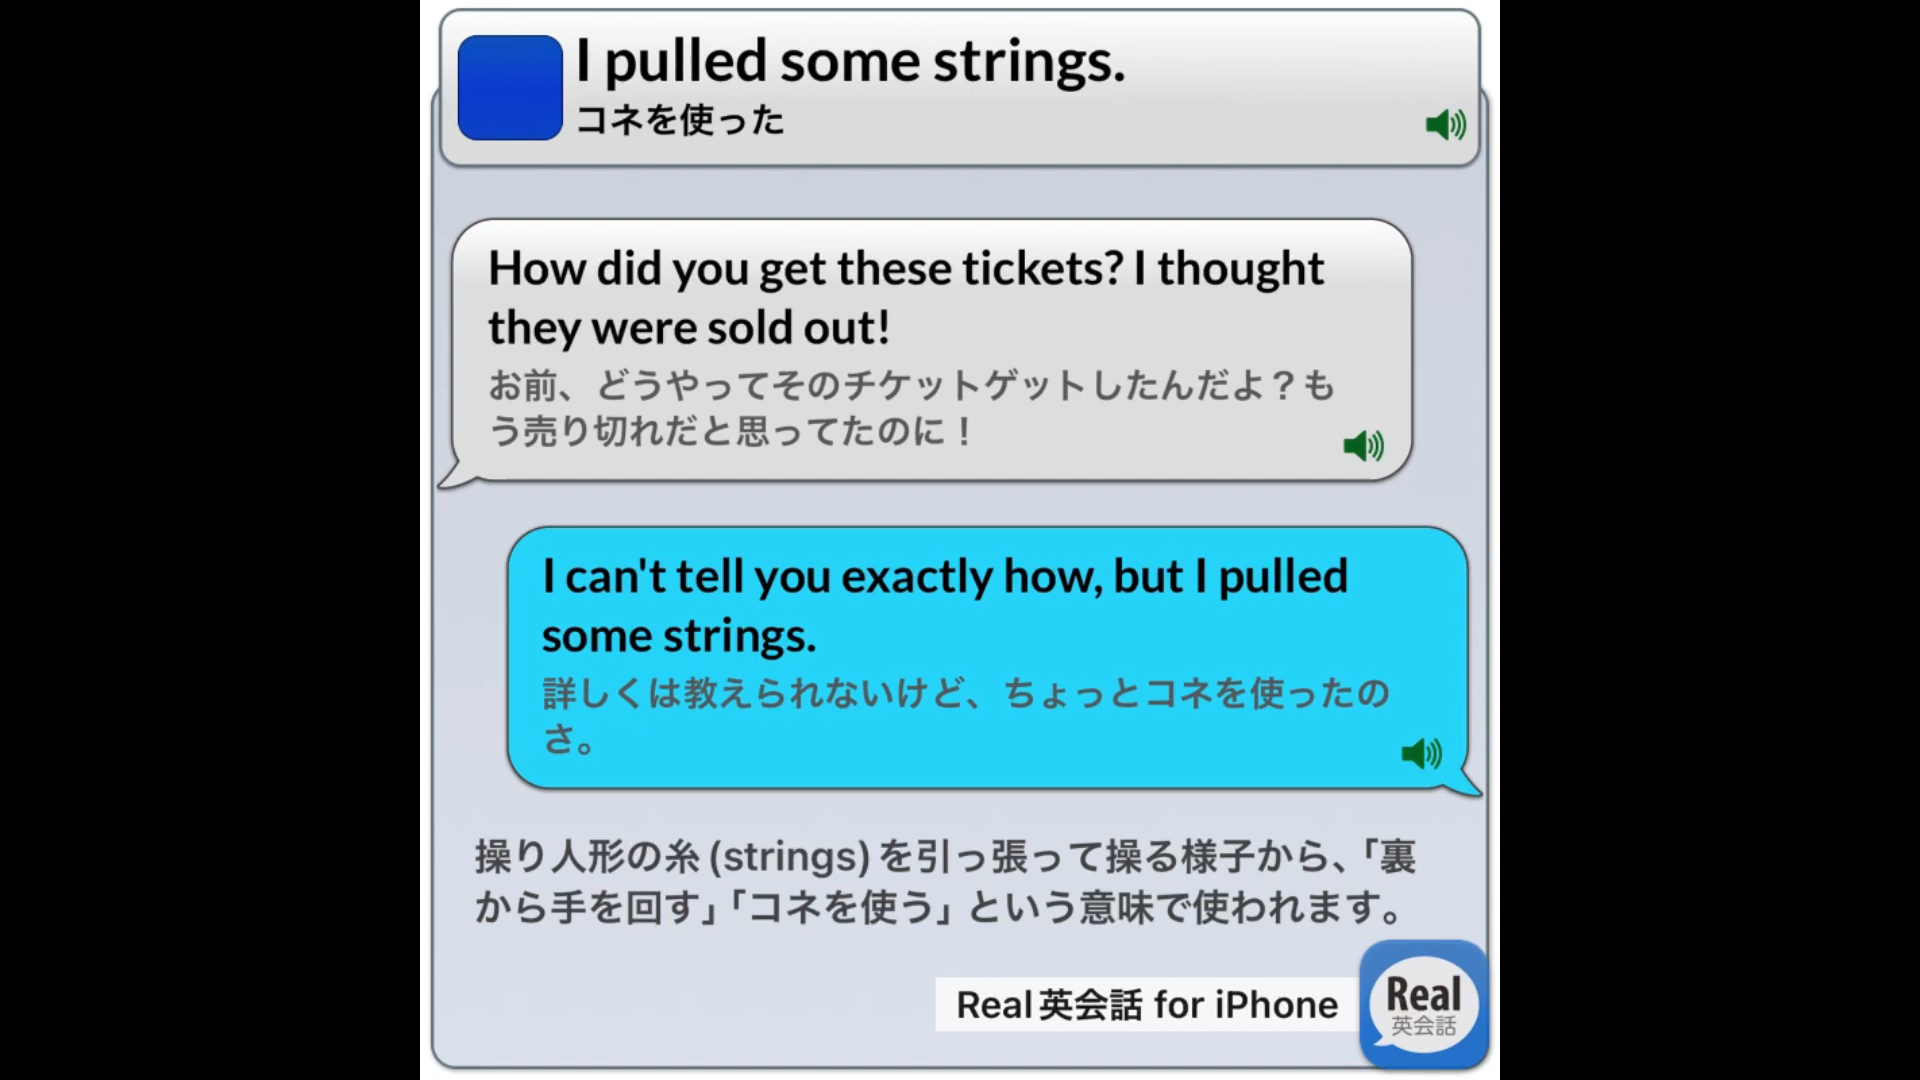 I pulled some strings.
コネを使った
How did you get these tickets? I thought
they were sold out!
お前、どうやってそのチケットゲットしたんだよ？も
う売り切れだと思ってたのに！
I can't tell you exactly how, but I pulled
some strings.
詳しくは教えられないけど、ちょっとコネを使ったの
さ。
操り人形の糸 (strings) を引っ張って操る様子から、「裏
から手を回す」「コネを使う」という意味で使われます。
Real英会話 for iPhone
Real
英会話